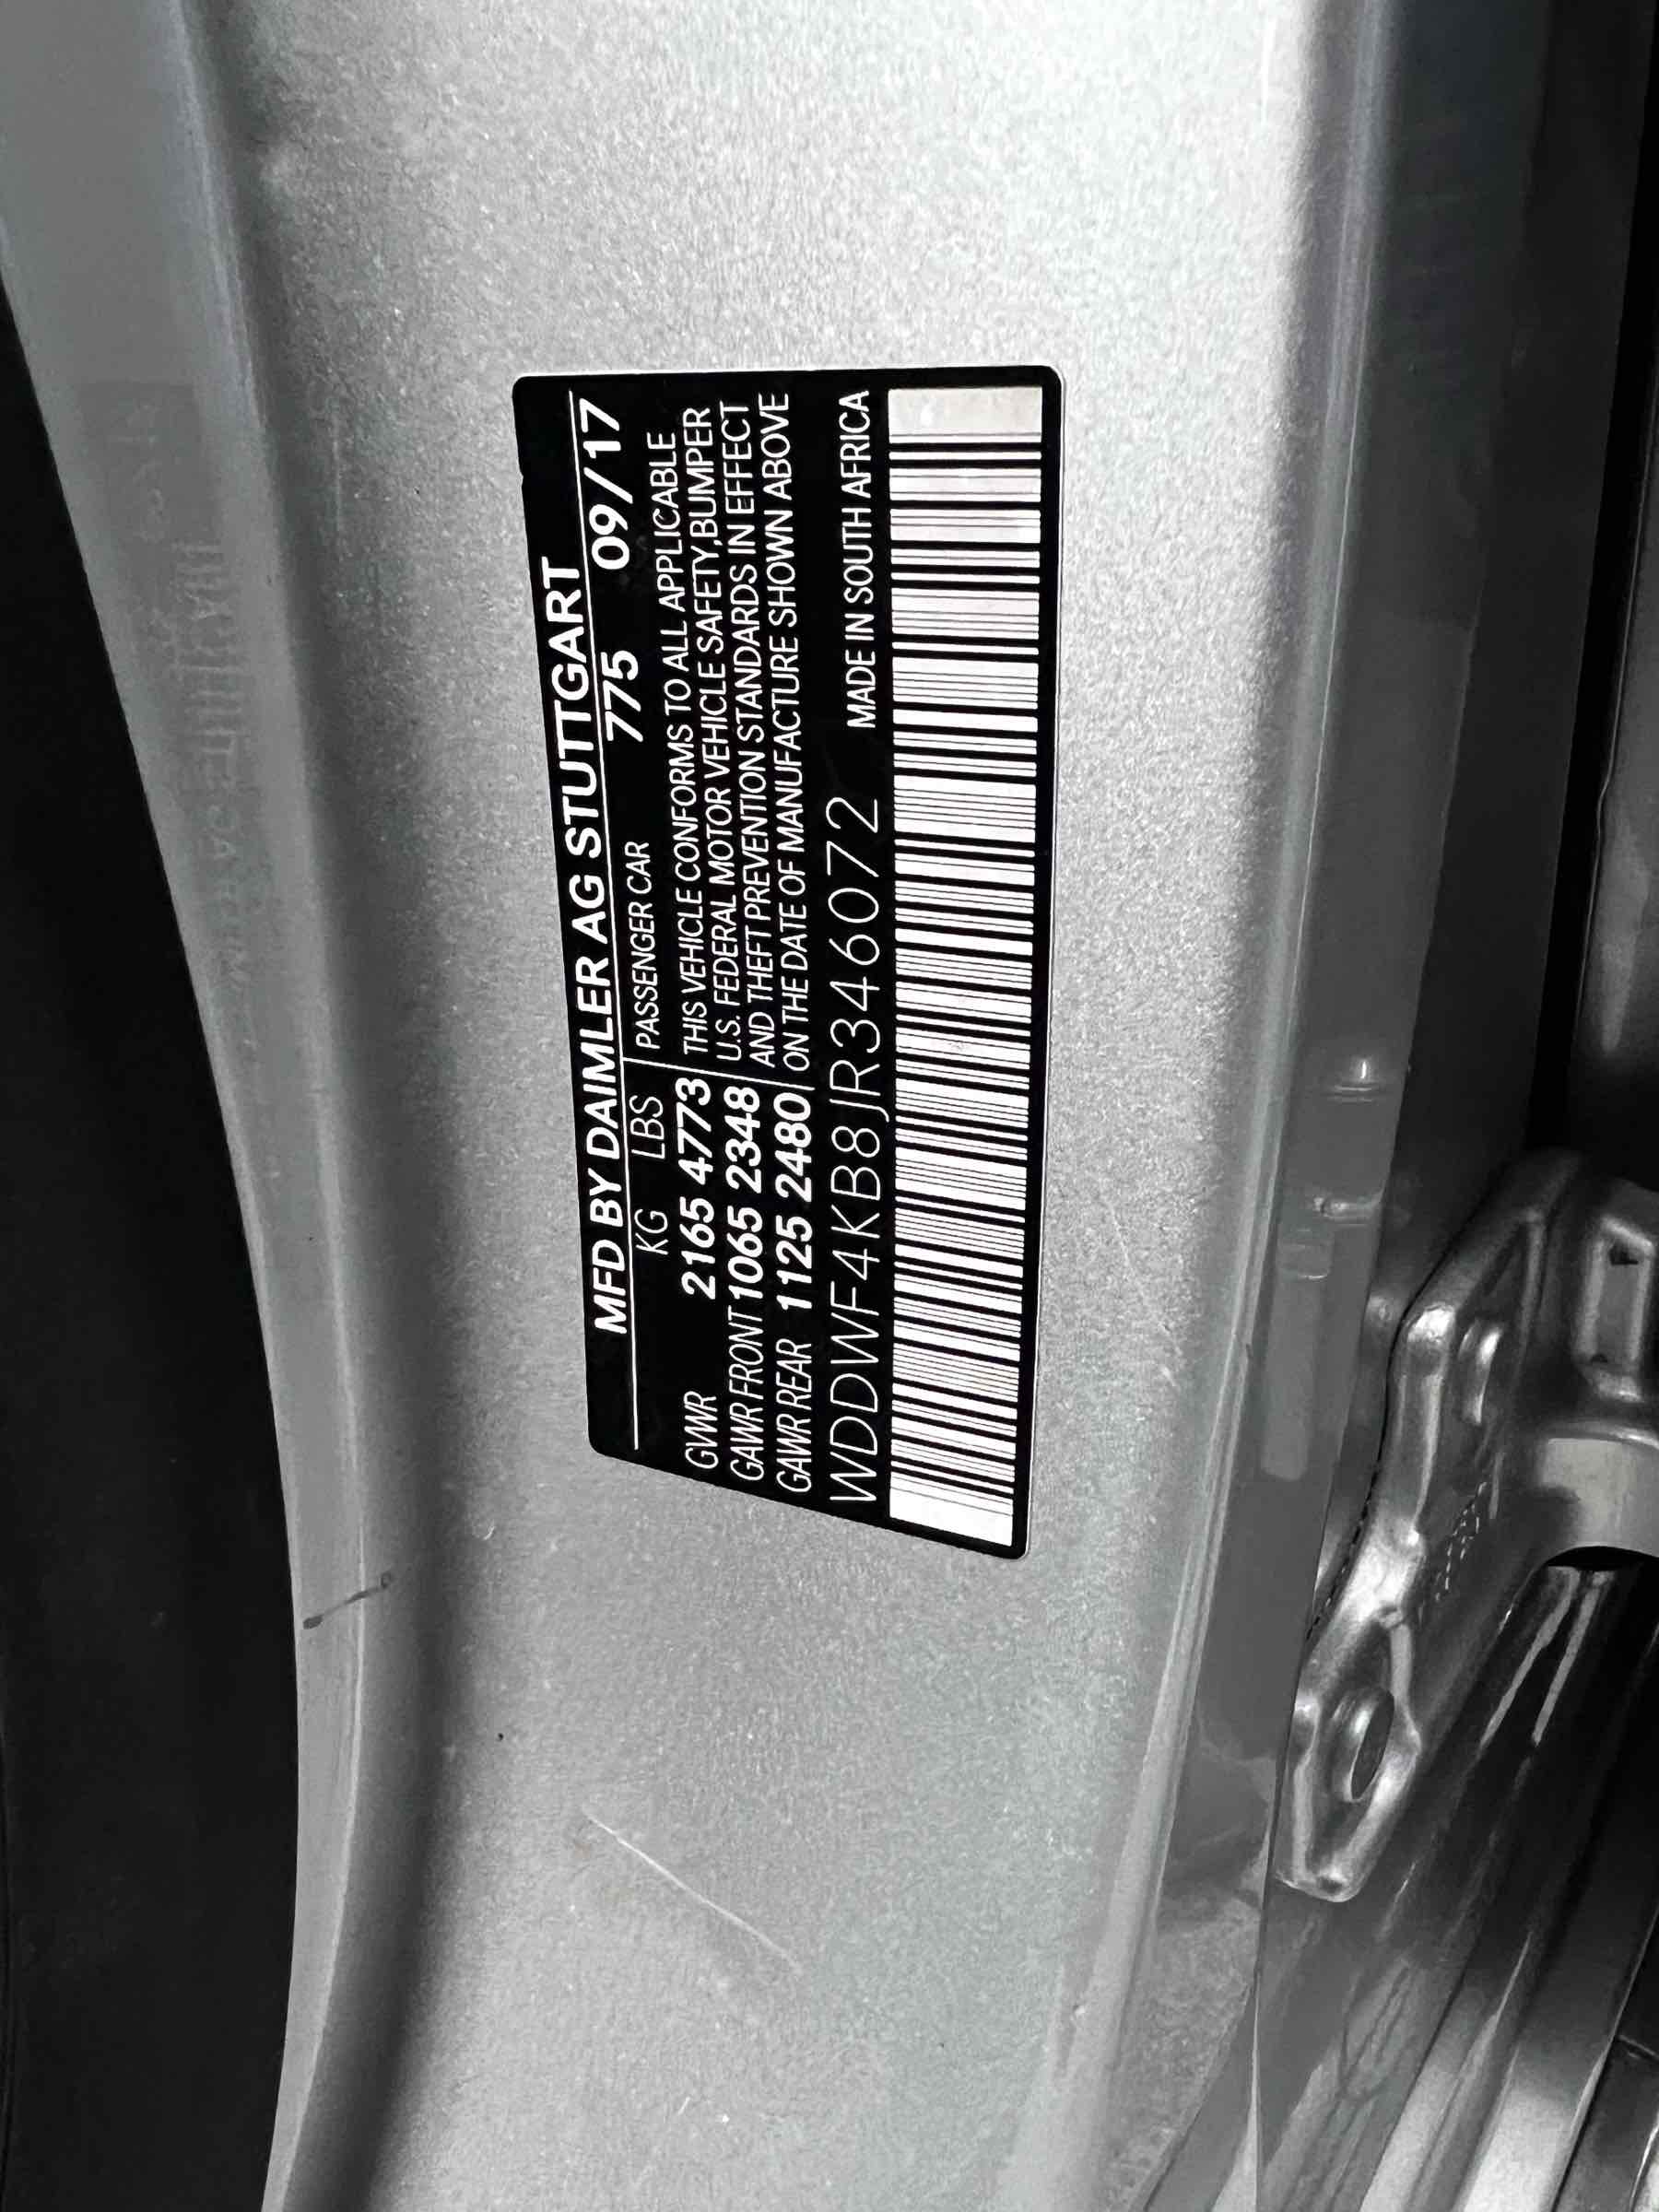 MFD BY DAIMLER AG STUTTGART
KG LBS PASSENGER CAR 775 09/17
GVWR 2165 4773 THIS VEHICLE CONFORMS TO ALL APPLICABLE
GAWR FRONT 1065 2348 U.S. FEDERAL MOTOR VEHICLE SAFETY,BUMPER
AND THEFT PREVENTION STANDARDS IN EFFECT
GAWR REAR 1125 2480 ON THE DATE OF MANUFACTURE SHOWN ABOVE
WDDWF4KB8JR346072 MADE IN SOUTH AFRICA